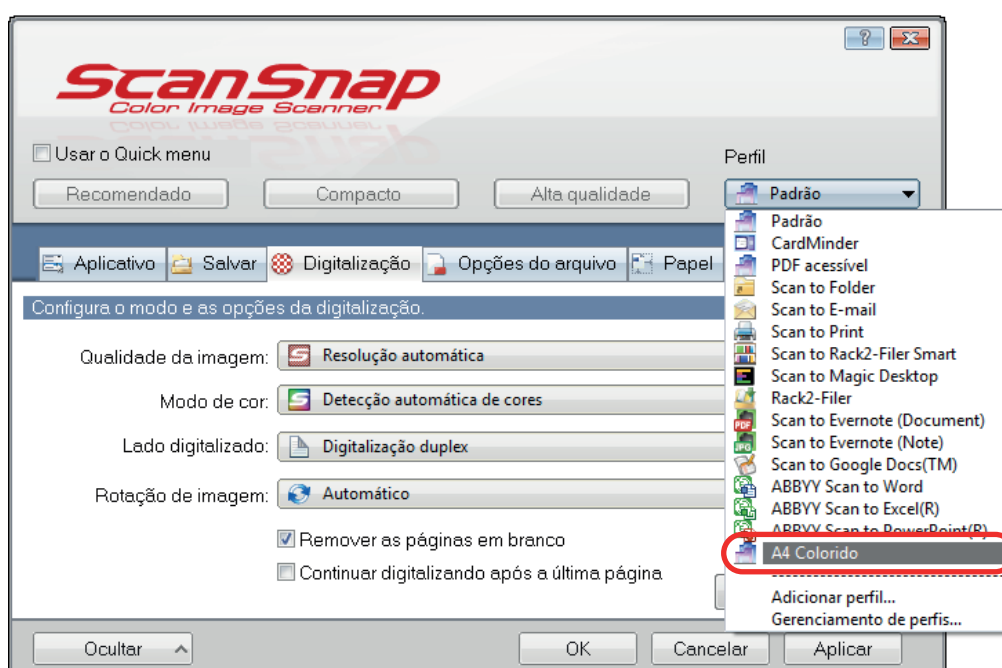 ScanSnap
Color Image Scanner
Usar o Quick menu
Perfil
Recomendado
Compacto
Alta qualidade
Padrão
Aplicativo
Salvar
Digitalização
Opções do arquivo
Papel
Configura o modo e as opções da digitalização.
Qualidade da imagem:
Resolução automática
Modo de cor:
Detecção automática de cores
Lado digitalizado:
Digitalização duplex
Rotação de imagem:
Automático
Remover as páginas em branco
Continuar digitalizando após a última página
Padrão
CardMinder
PDF acessível
Scan to Folder
Scan to E-mail
Scan to Print
Scan to Rack2-Filer Smart
Scan to Magic Desktop
Rack2-Filer
Scan to Evernote (Document)
Scan to Evernote (Note)
Scan to Google Docs(TM)
ABBYY Scan to Word
ABBYY Scan to Excel(R)
ABBYY Scan to PowerPoint(R)
A4 Colorido
Adicionar perfil...
Gerenciamento de perfis...
Ocultar
OK
Cancelar
Aplicar